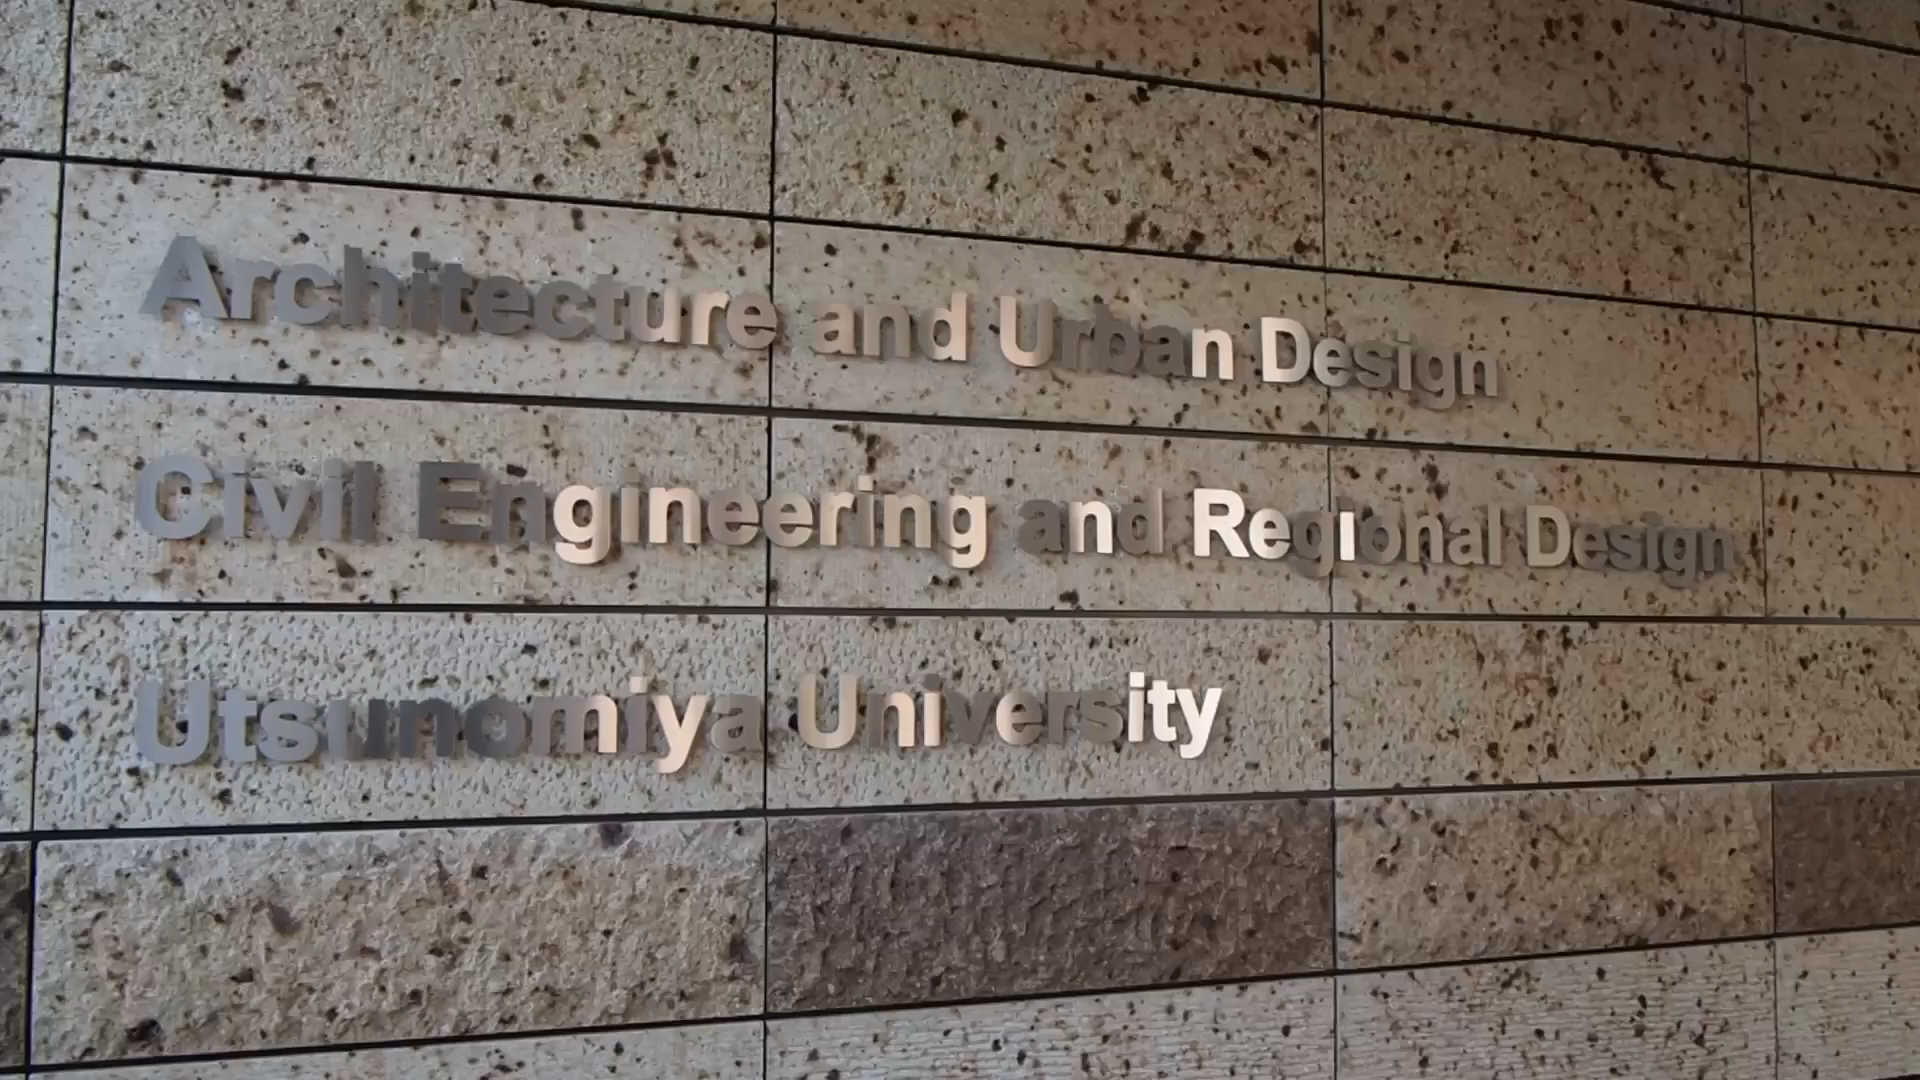 Architecture and Urban Design
Civil Engineering and Regional Design
Utsunomiya University